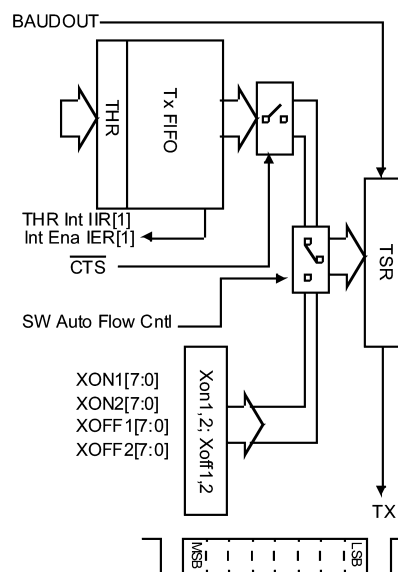 BAUDOUT
THR
Tx FIFO
THR Int IIR[1]
Int Ena IER[1]
CTS
TSR
SW Auto Flow Cntl
XON1[7:0]
XON2[7:0]
XOFF1[7:0]
XOFF2[7:0]
Xon1,2; Xoff1,2
TX
MSB
LSB